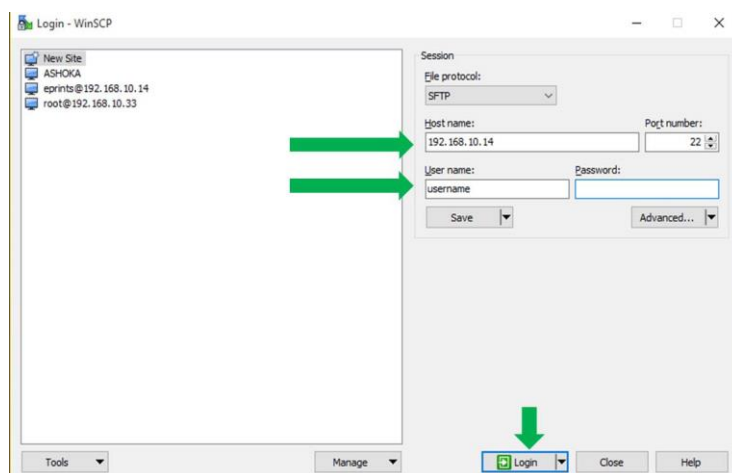 Login - WinSCP
New Site
ASHOKA
eprints@192.168.10.14
root@192.168.10.33
Session
File protocol:
SFTP
Host name:
Port number:
192.168.10.14
22
User name:
Password:
username
Save
Advanced...
Tools
Manage
Login
Close
Help